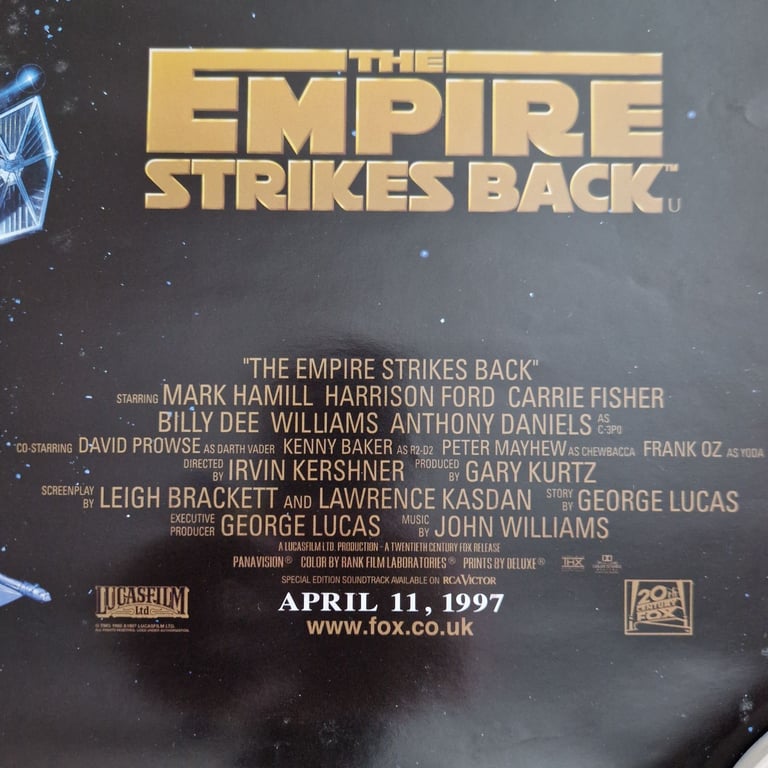 THE
EMPIRE
STRIKES BACK™
U
"THE EMPIRE STRIKES BACK"
STARRING MARK HAMILL HARRISON FORD CARRIE FISHER
BILLY DEE WILLIAMS ANTHONY DANIELS AS C-3PO
CO-STARRING DAVID PROWSE AS DARTH VADER KENNY BAKER AS R2-D2 PETER MAYHEW AS CHEWBACCA FRANK OZ AS YODA
DIRECTED BY IRVIN KERSHNER PRODUCED BY GARY KURTZ
SCREENPLAY BY LEIGH BRACKETT AND LAWRENCE KASDAN STORY BY GEORGE LUCAS
EXECUTIVE PRODUCER GEORGE LUCAS MUSIC BY JOHN WILLIAMS
A LUCASFILM LTD. PRODUCTION - A TWENTIETH CENTURY FOX RELEASE
PANAVISION® COLOR BY RANK FILM LABORATORIES® PRINTS BY DELUXE® THX
SPECIAL EDITION SOUNDTRACK AVAILABLE ON RCA VICTOR
LUCASFILM
Ltd
APRIL 11, 1997
www.fox.co.uk
20th
CENTURY
FOX